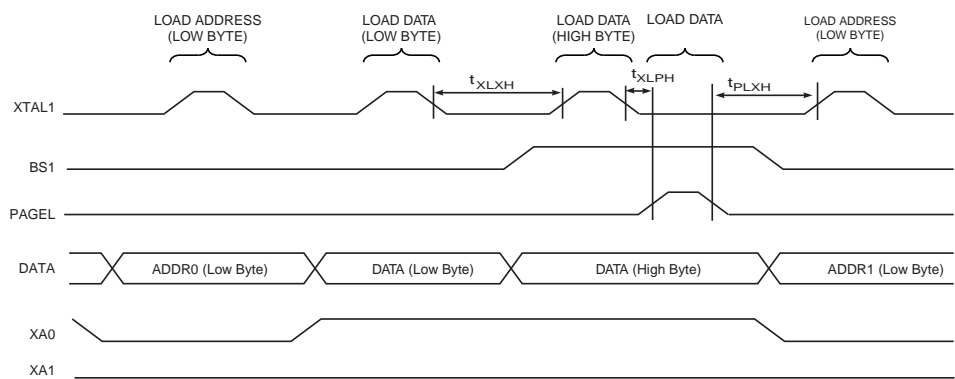 LOAD ADDRESS
(LOW BYTE)
LOAD DATA
(LOW BYTE)
LOAD DATA
(HIGH BYTE)
LOAD DATA
LOAD ADDRESS
(LOW BYTE)
tXLXH
tXLPH
tPLXH
XTAL1
BS1
PAGEL
DATA
ADDR0 (Low Byte)
DATA (Low Byte)
DATA (High Byte)
ADDR1 (Low Byte)
XA0
XA1